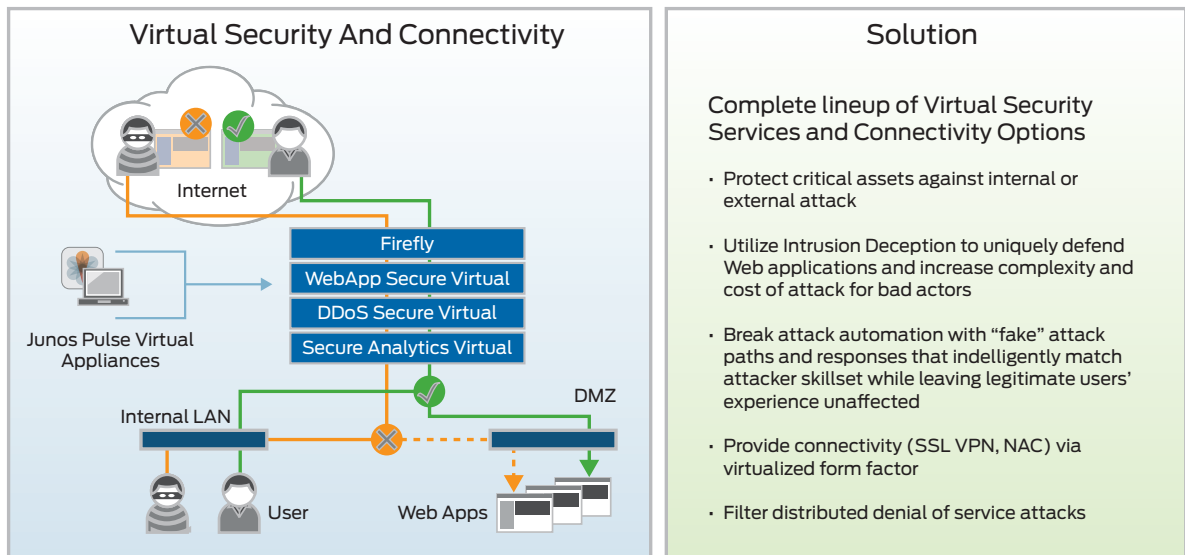 Virtual Security And Connectivity
Internet
Firefly
WebApp Secure Virtual
DDoS Secure Virtual
Secure Analytics Virtual
Junos Pulse Virtual
Appliances
Internal LAN
DMZ
User
Web Apps
Solution
Complete lineup of Virtual Security
Services and Connectivity Options
· Protect critical assets against internal or
external attack
· Utilize Intrusion Deception to uniquely defend
Web applications and increase complexity and
cost of attack for bad actors
· Break attack automation with “fake” attack
paths and responses that indelligently match
attacker skillset while leaving legitimate users’
experience unaffected
· Provide connectivity (SSL VPN, NAC) via
virtualized form factor
· Filter distributed denial of service attacks